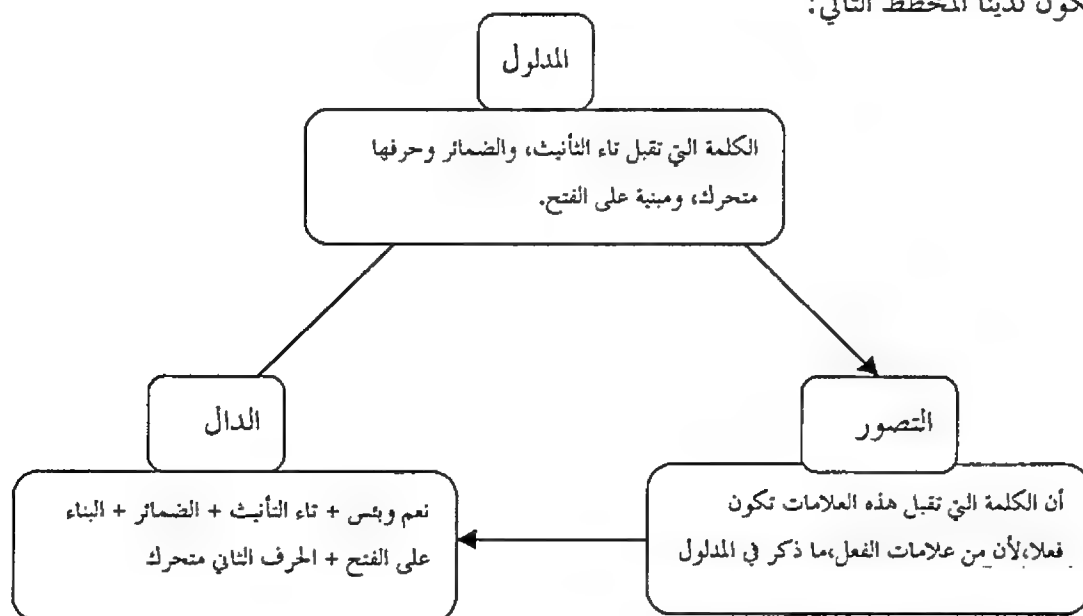 لدينا المخطط التالي:
المدلول
الكلمة التي تقبل تاء التأنيث، والضمائر وحرفها
متحرك، ومبنية على الفتح.
التصور
أن الكلمة التي تقبل هذه العلامات تكون
فعلا،لأن من علامات الفعل،ما ذكر في المدلول
الدال
نعم وبئس + تاء التأنيث + الضمائر + البناء
على الفتح + الحرف الثاني متحرك